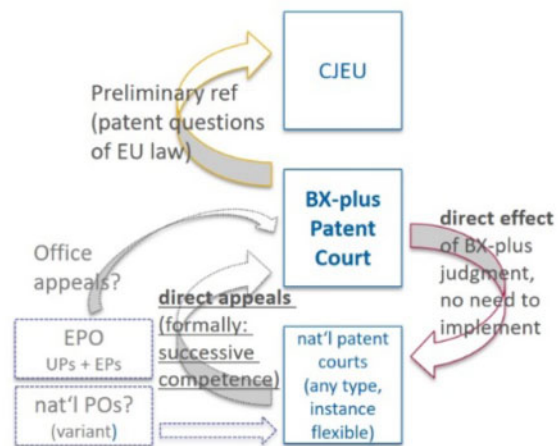 CJEU
Preliminary ref
(patent questions
of EU law)
BX-plus
Patent
Court
direct effect
of BX-plus
judgment,
no need to
implement
Office
appeals?
direct appeals
(formally:
successive
competence)
EPO
UPs + EPs
nat'l POs?
(variant)
nat'l patent
courts
(any type,
instance
flexible)